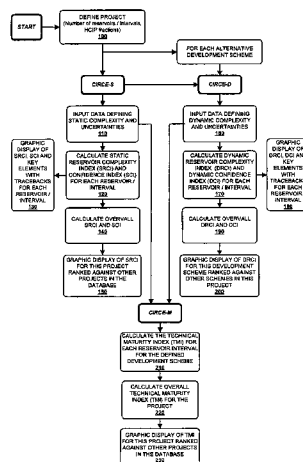 START
DEFINE PROJECT
(Number of reservoirs / Intervals,
HCIP fractions)
100
FOR EACH ALTERNATIVE
DEVELOPMENT SCHEME
CIRCE-S
CIRCE-D
INPUT DATA DEFINING
STATIC COMPLEXITY AND
UNCERTAINTIES
110
INPUT DATA DEFINING
DYNAMIC COMPLEXITY AND
UNCERTAINTIES
160
GRAPHIC
DISPLAY OF
SRCI, SCI AND
KEY
ELEMENTS
WITH
TRACEBACKS
FOR EACH
RESERVOIR
/ INTERVAL
130
CALCULATE STATIC
RESERVOIR COMPLEXITY
INDEX (SRCI) AND
CONFIDENCE INDEX (SCI)
FOR EACH RESERVOIR /
INTERVAL
120
CALCULATE DYNAMIC
RESERVOIR COMPLEXITY
INDEX (DRCI) AND
DYNAMIC CONFIDENCE
INDEX (DCI) FOR EACH
RESERVOIR / INTERVAL
170
GRAPHIC
DISPLAY OF
DRCI, DCI AND
KEY
ELEMENTS
WITH
TRACEBACKS
FOR EACH
RESERVOIR
/ INTERVAL
180
CALCULATE OVERALL
SRCI AND SCI
140
CALCULATE OVERALL DRCI
AND DCI
190
GRAPHIC DISPLAY OF SRCI
FOR THIS PROJECT
RANKED AGAINST OTHER
PROJECTS IN THE
DATABASE
150
GRAPHIC DISPLAY OF DRCI
FOR THIS DEVELOPMENT
SCHEME RANKED AGAINST
OTHER SCHEMES IN THIS
PROJECT
200
CIRCE-M
CALCULATE THE TECHNICAL
MATURITY INDEX (TMI) FOR
EACH RESERVOIR INTERVAL
FOR THE DEFINED
DEVELOPMENT SCHEME
210
CALCULATE OVERALL
TECHNICAL MATURITY
INDEX (TMI) FOR THE
PROJECT
220
GRAPHIC DISPLAY OF TMI
FOR THIS PROJECT RANKED
AGAINST OTHER PROJECTS
IN THIS DATABASE
230